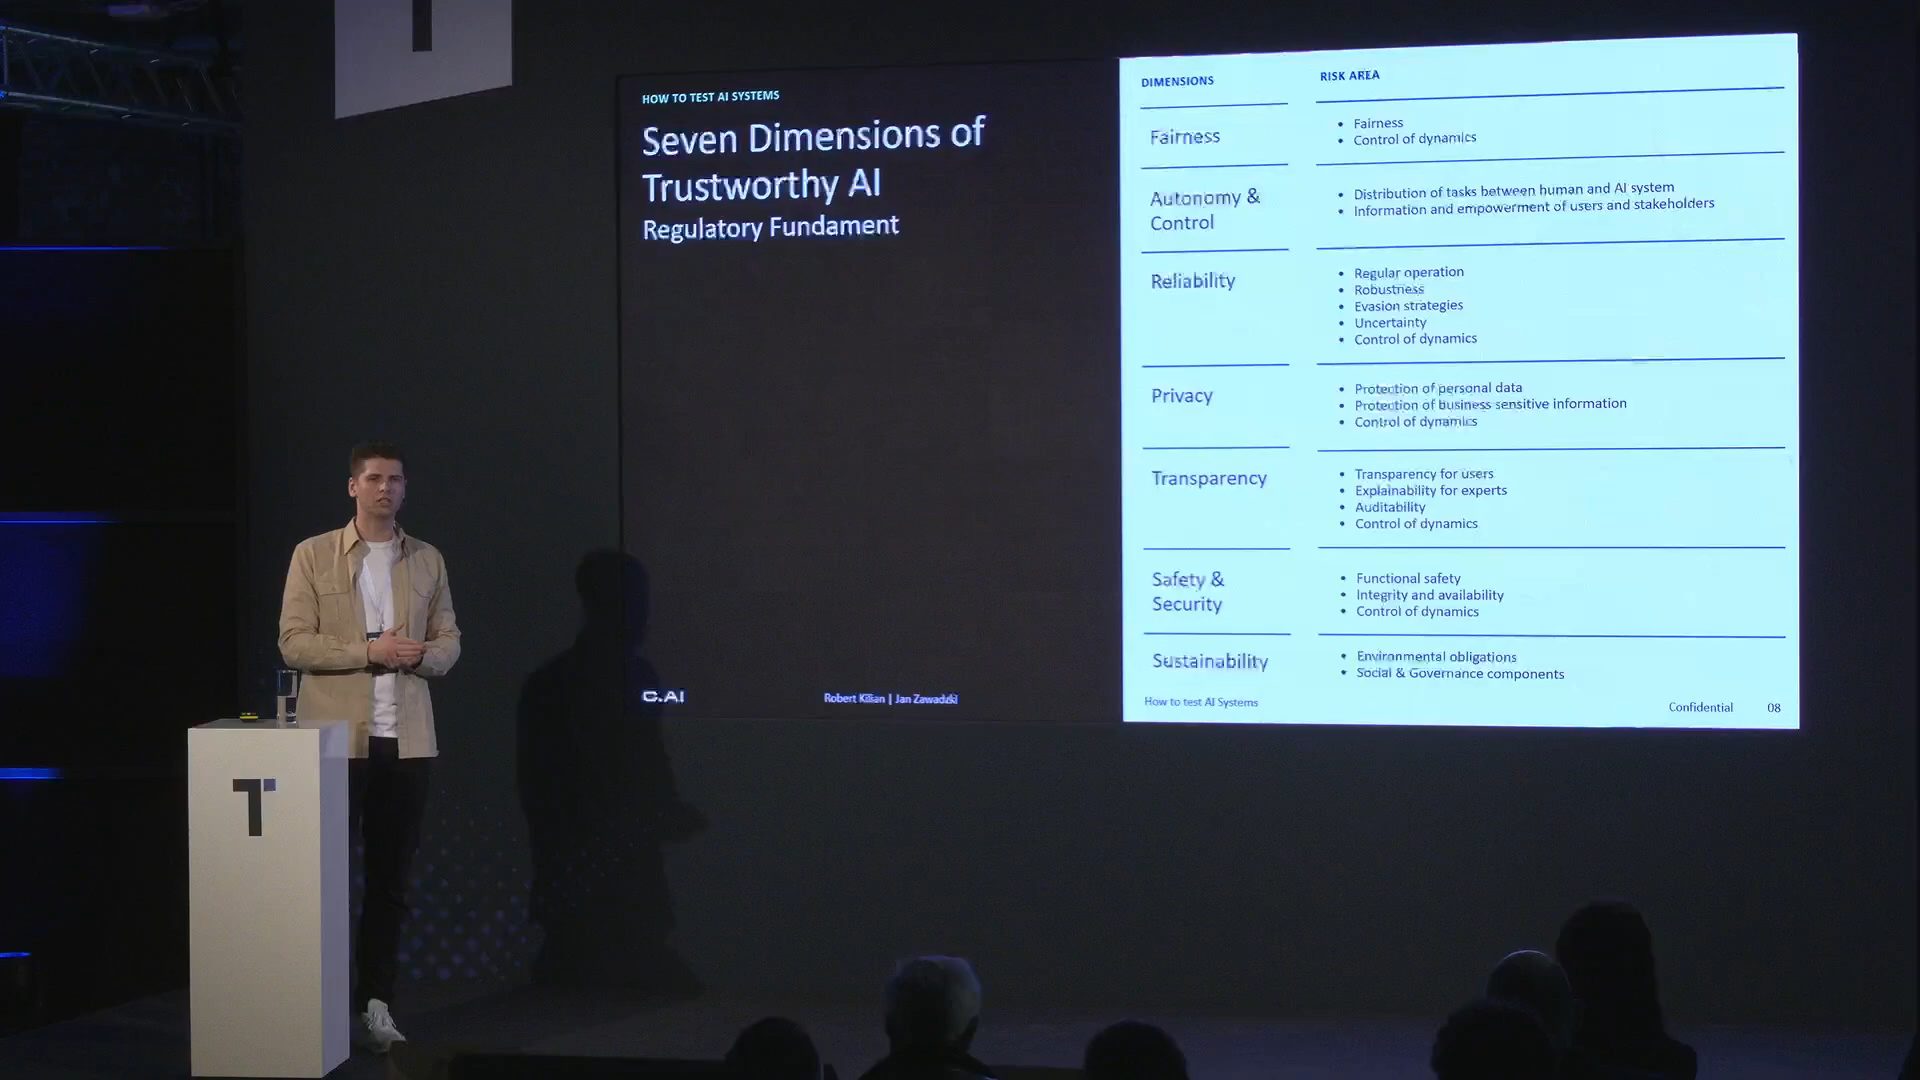 HOW TO TEST AI SYSTEMS
Seven Dimensions of
Trustworthy AI
Regulatory Fundament
C.AI
Robert Kilian | Jan Zawadzki
DIMENSIONS
RISK AREA
Fairness
• Fairness
• Control of dynamics
Autonomy &
Control
• Distribution of tasks between human and AI system
• Information and empowerment of users and stakeholders
Reliability
• Regular operation
• Robustness
• Evasion strategies
• Uncertainty
• Control of dynamics
Privacy
• Protection of personal data
• Protection of business sensitive information
• Control of dynamics
Transparency
• Transparency for users
• Explainability for experts
• Auditability
• Control of dynamics
Safety &
Security
• Functional safety
• Integrity and availability
• Control of dynamics
Sustainability
• Environmental obligations
• Social & Governance components
How to test AI Systems
Confidential
08
T